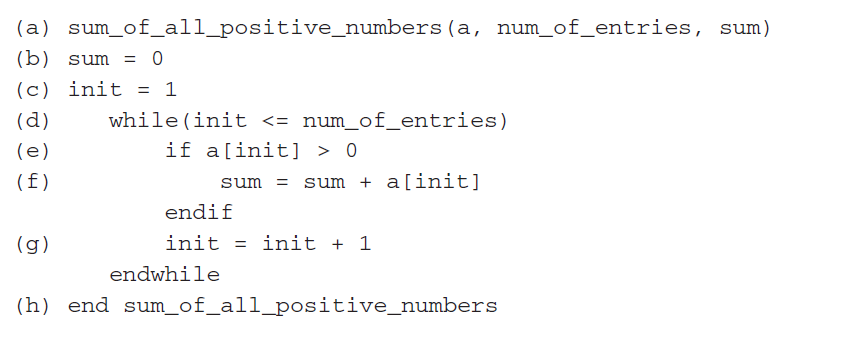 (a) sum_of_all_positive_numbers(a, num_of_entries, sum)
(b) sum = 0
(c) init = 1
(d) while(init <= num_of_entries)
(e) if a[init] > 0
(f) sum = sum + a[init]
endif
(g) init = init + 1
endwhile
(h) end sum_of_all_positive_numbers